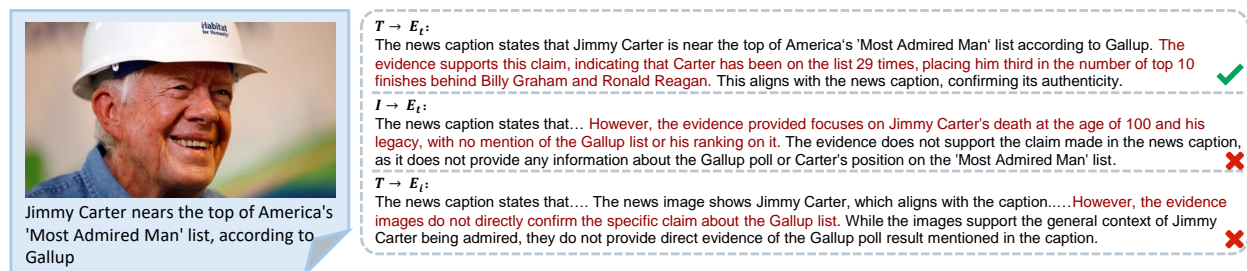 Habitat
for Humanity
Jimmy Carter nears the top of America's
'Most Admired Man' list, according to
Gallup
T → Eₜ:
The news caption states that Jimmy Carter is near the top of America's 'Most Admired Man' list according to Gallup. The
evidence supports this claim, indicating that Carter has been on the list 29 times, placing him third in the number of top 10
finishes behind Billy Graham and Ronald Reagan. This aligns with the news caption, confirming its authenticity.
I → Eₜ:
The news caption states that… However, the evidence provided focuses on Jimmy Carter's death at the age of 100 and his
legacy, with no mention of the Gallup list or his ranking on it. The evidence does not support the claim made in the news caption,
as it does not provide any information about the Gallup poll or Carter's position on the 'Most Admired Man' list.
T → Eᵢ:
The news caption states that…. The news image shows Jimmy Carter, which aligns with the caption.….However, the evidence
images do not directly confirm the specific claim about the Gallup list. While the images support the general context of Jimmy
Carter being admired, they do not provide direct evidence of the Gallup poll result mentioned in the caption.